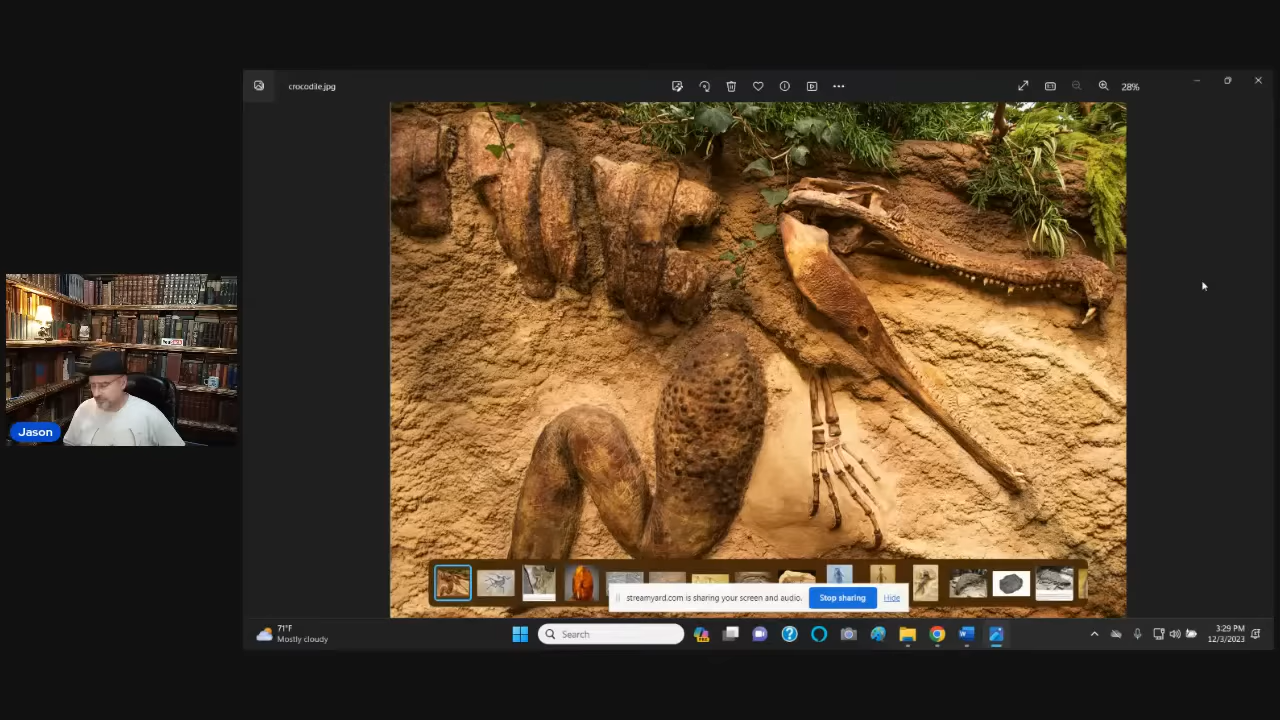 crocodile.jpg
28%
Jason
streamyard.com is sharing your screen and audio.
Stop sharing
Hide
71°F
Mostly cloudy
Search
3:29 PM
12/3/2023